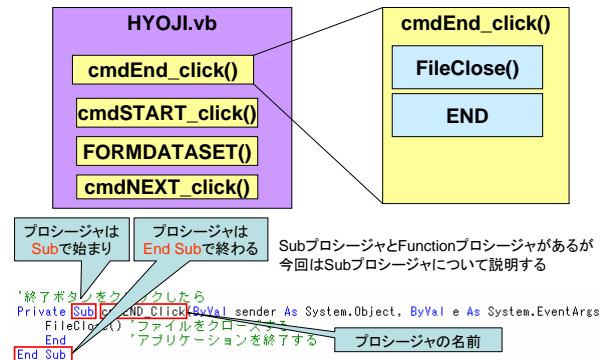 HYOJI.vb
cmdEnd_click()
cmdSTART_click()
FORMDATASET()
cmdNEXT_click()
cmdEnd_click()
FileClose()
END
プロシージャは
Subで始まり
プロシージャは
End Subで終わる
SubプロシージャとFunctionプロシージャがあるが
今回はSubプロシージャについて説明する
'終了ボタンをクリックしたら
Private Sub cmdEND_Click(ByVal sender As System.Object, ByVal e As System.EventArgs
FileClose() 'ファイルをクローズする
End 'アプリケーションを終了する
End Sub
プロシージャの名前